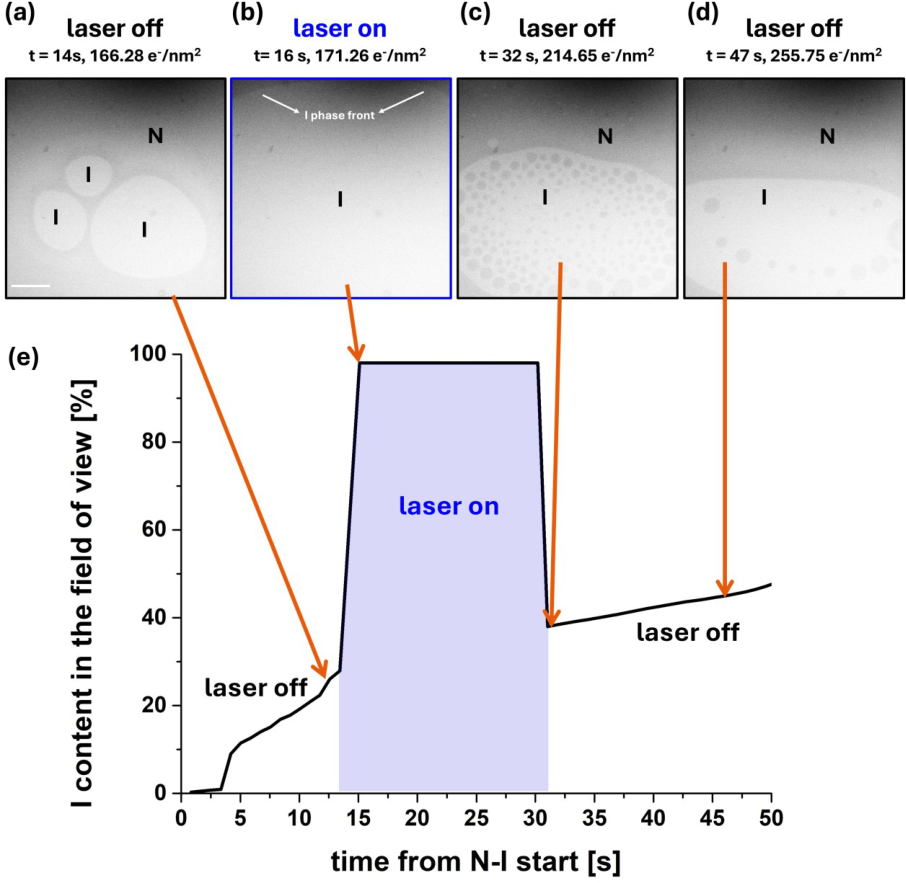 (a)
laser off
t = 14s, 166.28 e⁻/nm²
(b)
laser on
t= 16 s, 171.26 e⁻/nm²
(c)
laser off
t = 32 s, 214.65 e⁻/nm²
(d)
laser off
t = 47 s, 255.75 e⁻/nm²
N
I
I
I
I phase front
I
N
I
N
I
(e)
I content in the field of view [%]
100
80
60
40
20
0
laser off
laser on
laser off
0 5 10 15 20 25 30 35 40 45 50
time from N-I start [s]